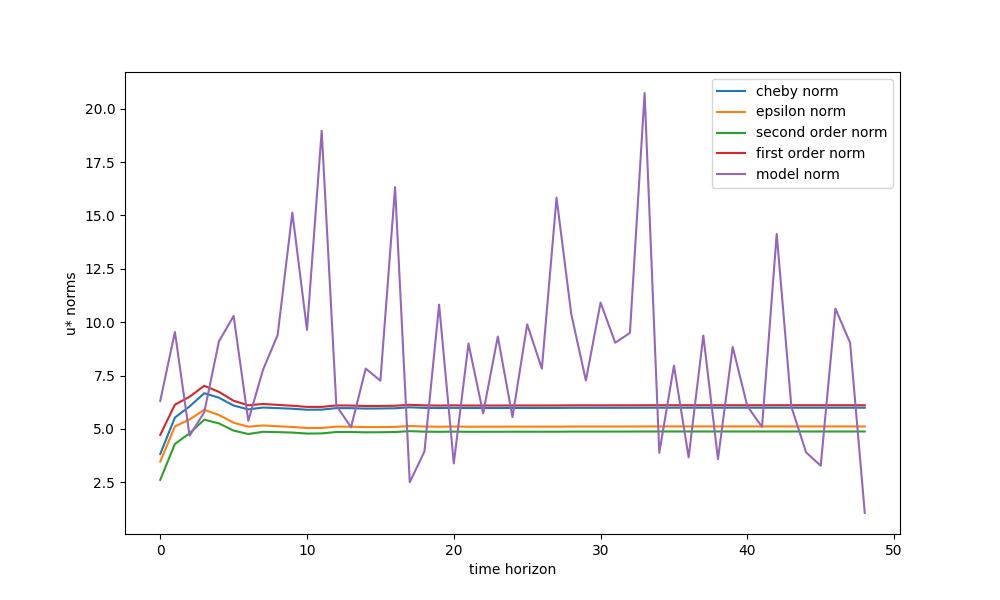 20.0
17.5
15.0
12.5
10.0
7.5
5.0
2.5
u* norms
0 10 20 30 40 50
time horizon
cheby norm
epsilon norm
second order norm
first order norm
model norm